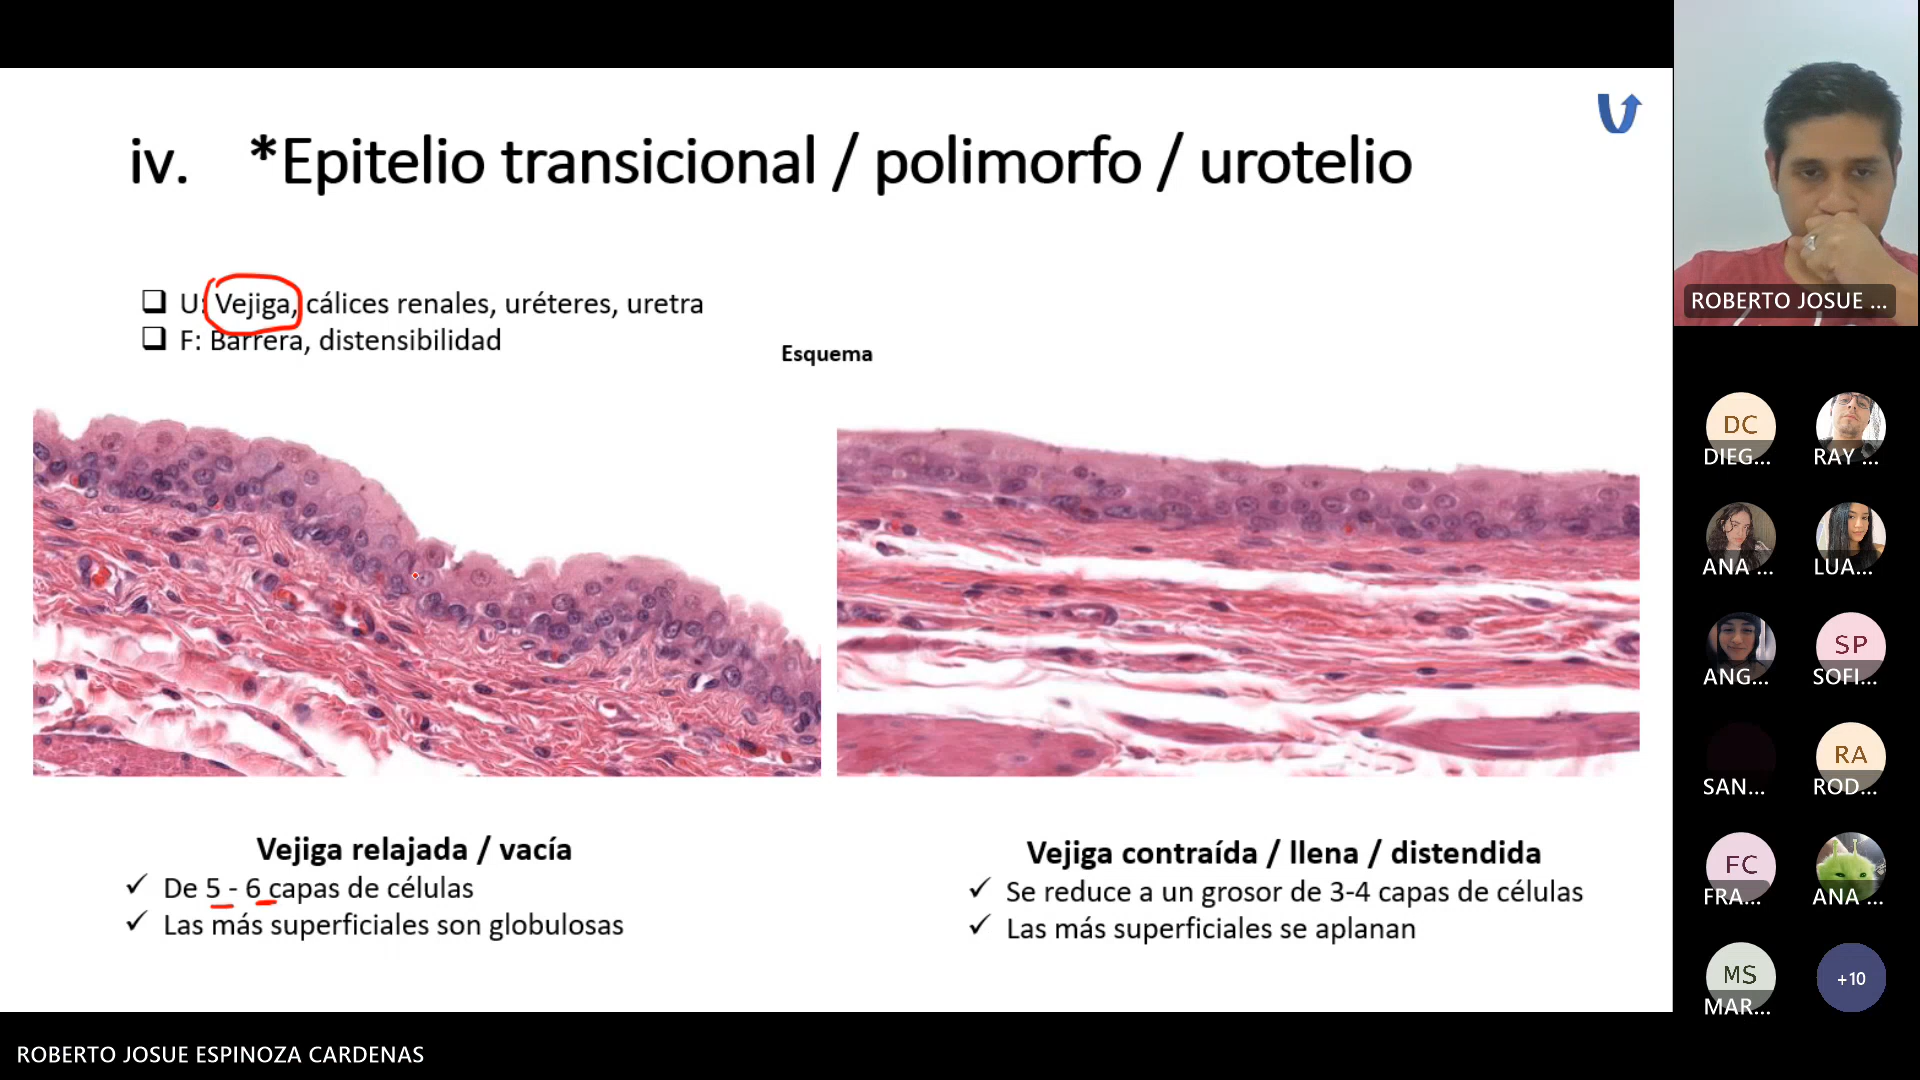 iv. *Epitelio transicional / polimorfo / urotelio
U: Vejiga, cálices renales, uréteres, uretra
F: Barrera, distensibilidad
Esquema
Vejiga relajada / vacía
De 5 - 6 capas de células
Las más superficiales son globulosas
Vejiga contraída / llena / distendida
Se reduce a un grosor de 3-4 capas de células
Las más superficiales se aplanan
ROBERTO JOSUE ...
DC
DIEG...
RAY ...
ANA ...
LUA...
ANG...
SP
SOFI...
SAN...
RA
ROD...
FC
FRA...
ANA ...
MS
MAR...
+10
ROBERTO JOSUE ESPINOZA CARDENAS